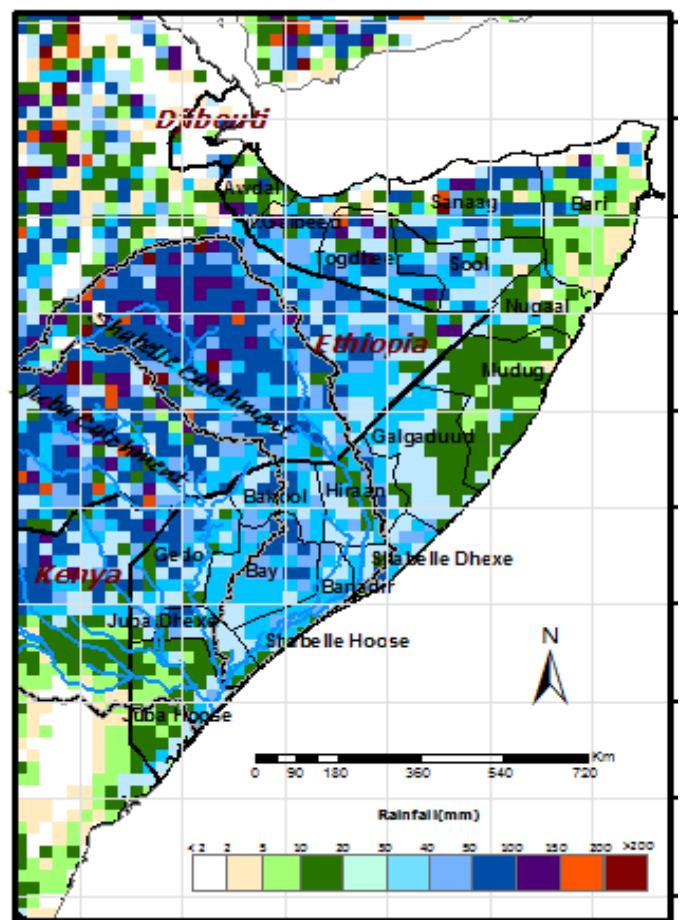 Djibouti
Awdal
W.Galbeed
Sanaag
Bari
Togdheer
Sool
Nugaal
Ethiopia
Mudug
Shabelle Catchment
Juba Catchment
Galgaduud
Bakool
Hiraan
Gedo
Bay
Shabelle Dhexe
Kenya
Banadir
Juba Dhexe
Shabelle Hoose
N
Juba Hoose
Km
0 90 180 360 540 720
Rainfall(mm)
<2 2 5 10 20 30 40 50 100 150 200 >200